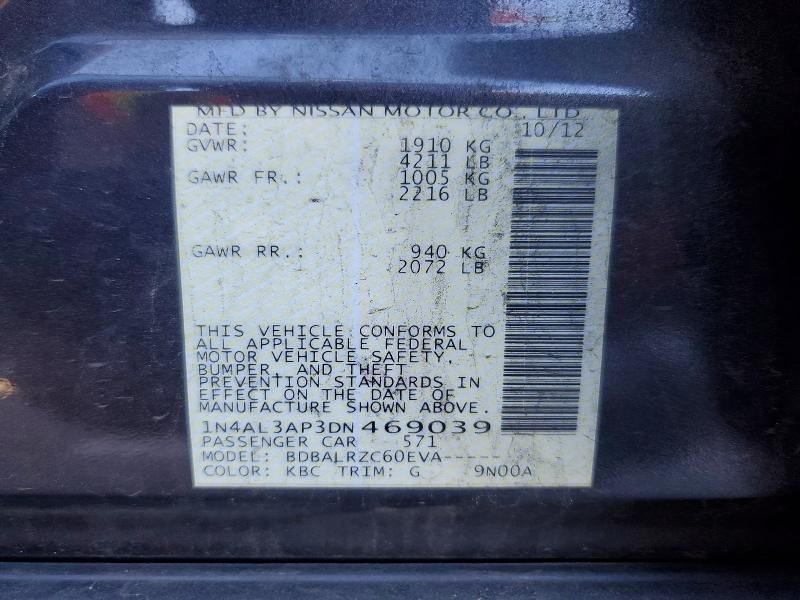 MFD BY NISSAN MOTOR CO., LTD
DATE: 10/12
GVWR: 1910 KG
4211 LB
GAWR FR.: 1005 KG
2216 LB
GAWR RR.: 940 KG
2072 LB
THIS VEHICLE CONFORMS TO
ALL APPLICABLE FEDERAL
MOTOR VEHICLE SAFETY,
BUMPER, AND THEFT
PREVENTION STANDARDS IN
EFFECT ON THE DATE OF
MANUFACTURE SHOWN ABOVE.
1N4AL3AP3DN469039
PASSENGER CAR 571
MODEL: BDBALRZC60EVA-----
COLOR: KBC TRIM: G 9N00A